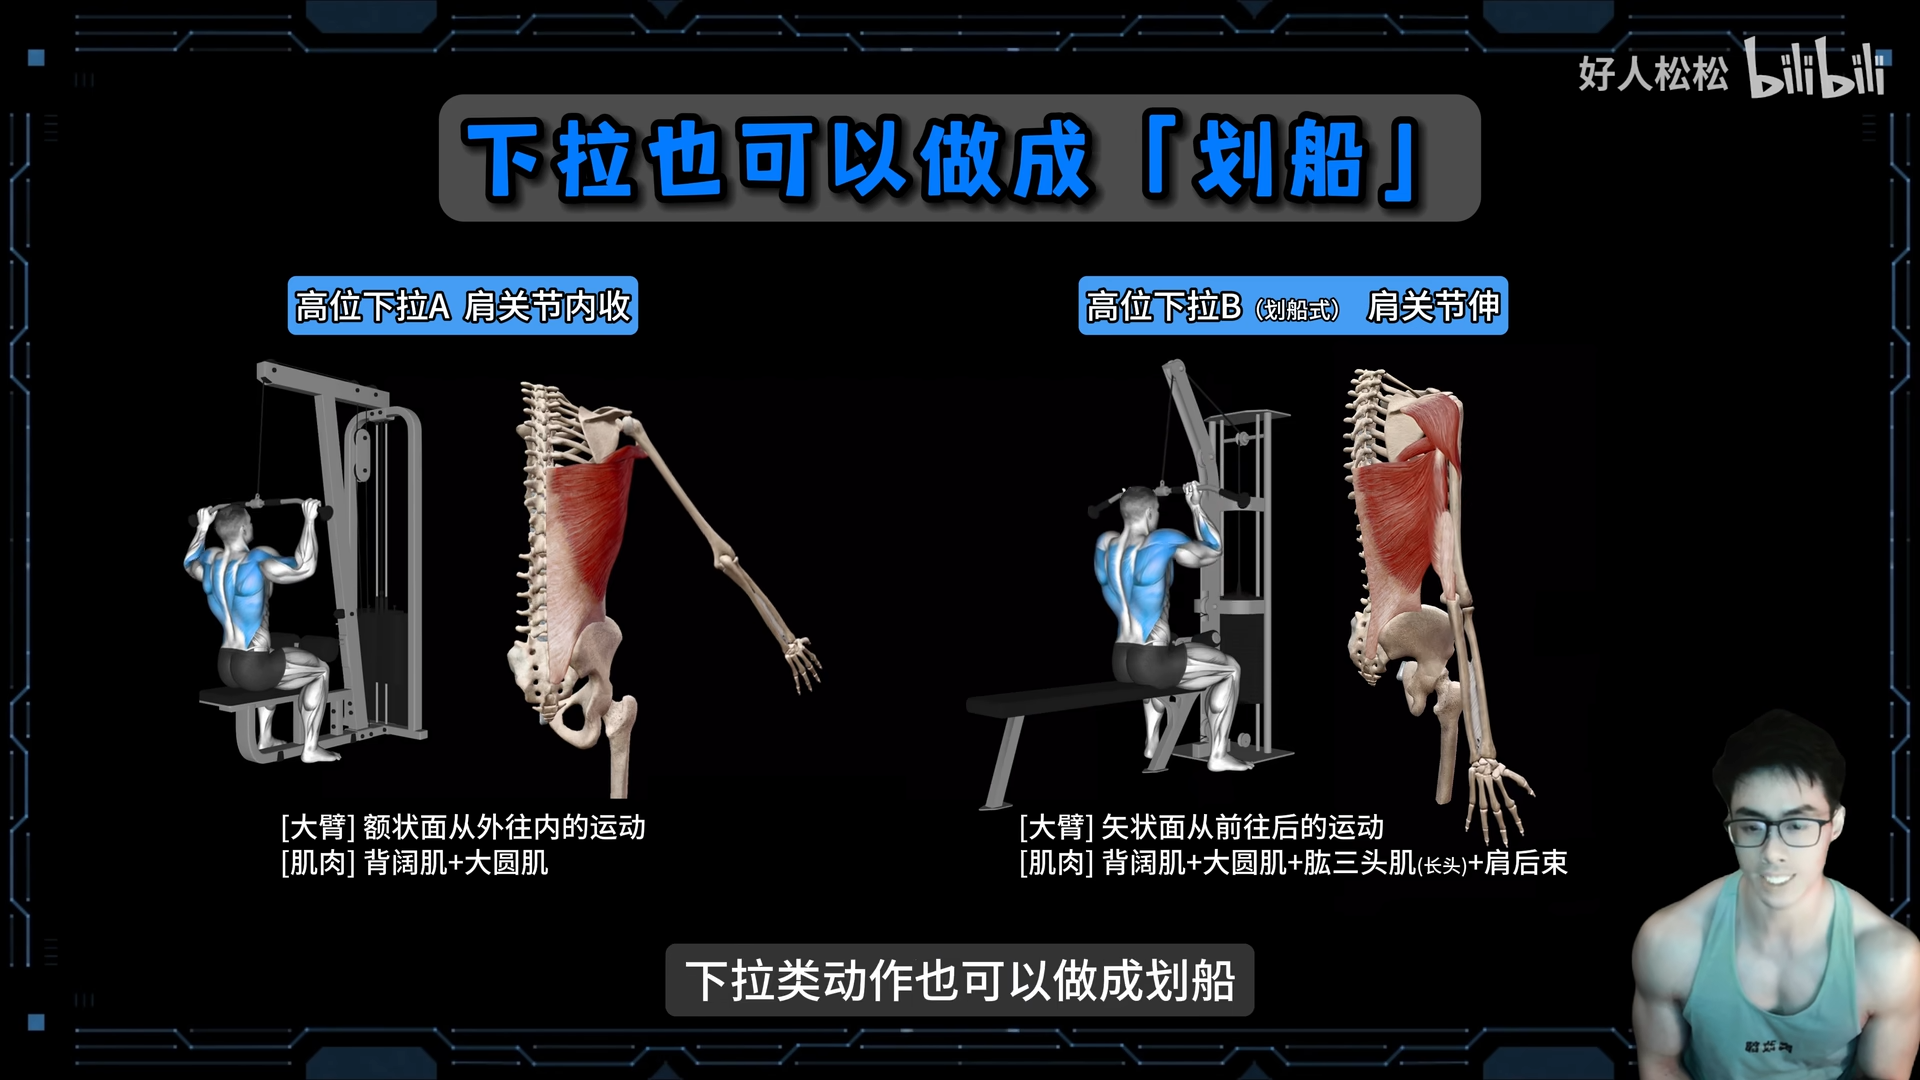 好人松松 bilibili
下拉也可以做成「划船」
高位下拉A 肩关节内收
高位下拉B（划船式） 肩关节伸
[大臂] 额状面从外往内的运动
[肌肉] 背阔肌+大圆肌
[大臂] 矢状面从前往后的运动
[肌肉] 背阔肌+大圆肌+肱三头肌(长头)+肩后束
下拉类动作也可以做成划船